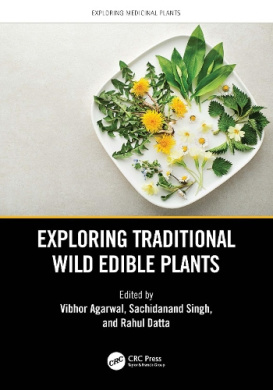 EXPLORING MEDICINAL PLANTS
EXPLORING TRADITIONAL
WILD EDIBLE PLANTS
Edited by
Vibhor Agarwal, Sachidanand Singh,
and Rahul Datta
CRC
CRC Press
Taylor & Francis Group